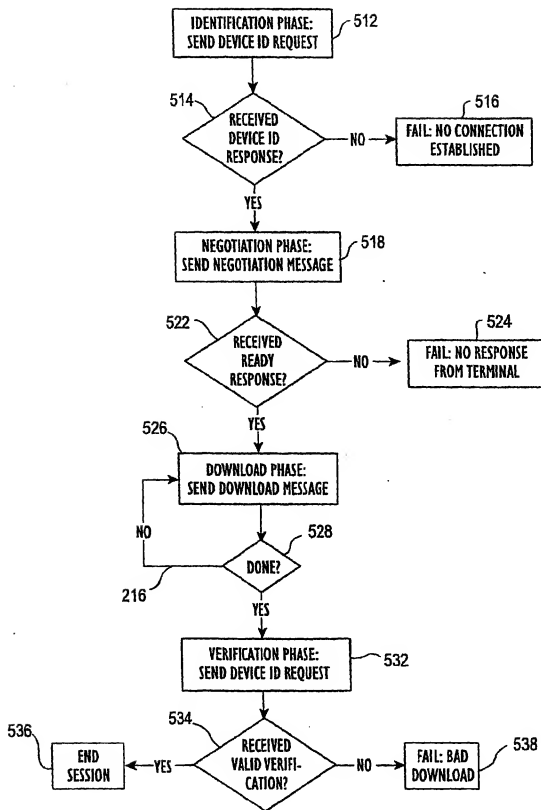 IDENTIFICATION PHASE:
SEND DEVICE ID REQUEST
512
514
RECEIVED
DEVICE ID
RESPONSE?
NO
516
FAIL: NO CONNECTION
ESTABLISHED
YES
NEGOTIATION PHASE:
SEND NEGOTIATION MESSAGE
518
522
RECEIVED
READY
RESPONSE?
NO
524
FAIL: NO RESPONSE
FROM TERMINAL
YES
526
DOWNLOAD PHASE:
SEND DOWNLOAD MESSAGE
NO
528
DONE?
216
YES
VERIFICATION PHASE:
SEND DEVICE ID REQUEST
532
534
RECEIVED
VALID VERIFI-
CATION?
536
END
SESSION
YES
NO
FAIL: BAD
DOWNLOAD
538